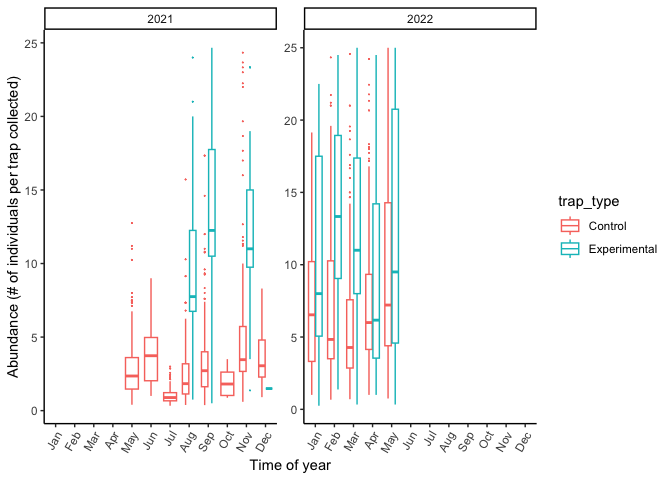 2021
2022
25
20
15
10
5
0
25
20
15
10
5
0
Abundance (# of individuals per trap collected)
Jan Feb Mar Apr May Jun Jul Aug Sep Oct Nov Dec
Jan Feb Mar Apr May Jun Jul Aug Sep Oct Nov Dec
Time of year
trap_type
Control
Experimental